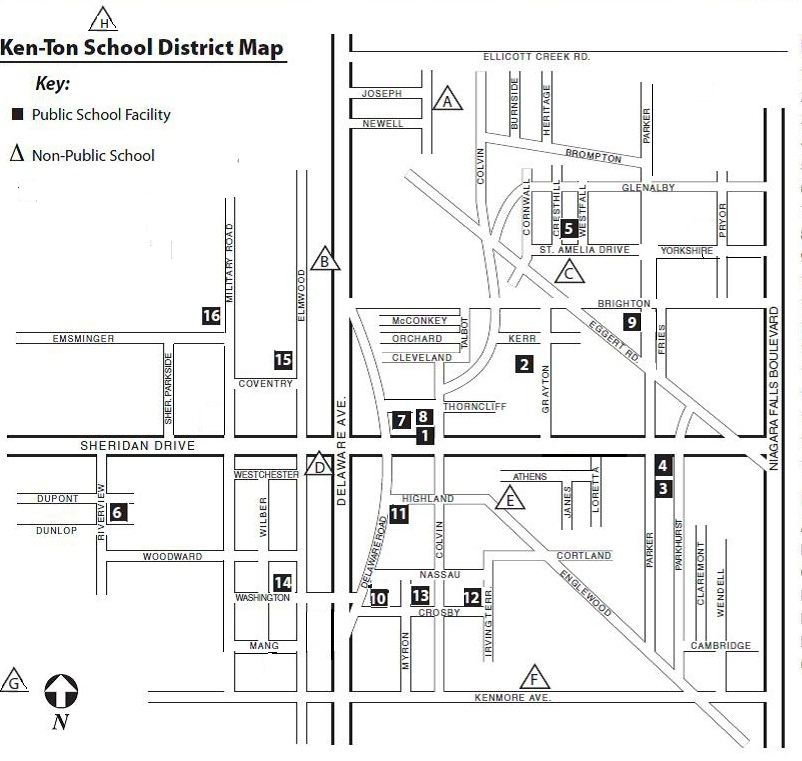 H
Ken-Ton School District Map
Key:
Public School Facility
Δ Non-Public School
ELLICOTT CREEK RD.
JOSEPH
NEWELL
A
COLVIN
BURNSIDE
HERITAGE
PARKER
BROMPTON
GLENALBY
CORNWALL
CRESTHILL
WESTFALL
PRYOR
5
ST. AMELIA DRIVE
YORKSHIRE
C
MILITARY ROAD
ELMWOOD
B
16
EMSMINGER
SHER. PARKSIDE
15
COVENTRY
DELAWARE AVE.
McCONKEY
ORCHARD
CLEVELAND
TALBOT
KERR
2
GRAYTON
BRIGHTON
9
EGGERT RD.
FRIES
NIAGARA FALLS BOULEVARD
THORNCLIFF
7
8
1
SHERIDAN DRIVE
WESTCHESTER
D
DUPONT
DUNLOP
RIVERVIEW
6
WILBER
WOODWARD
14
WASHINGTON
MANG
HIGHLAND
11
DELAWARE ROAD
COLVIN
ATHENS
E
JANES
LORETTA
4
3
PARKER
PARKHURST
CLAREMONT
WENDELL
CORTLAND
ENGLEWOOD
NASSAU
10
13
12
CROSBY
MYRON
IRVING TERR.
CAMBRIDGE
F
KENMORE AVE.
G
N